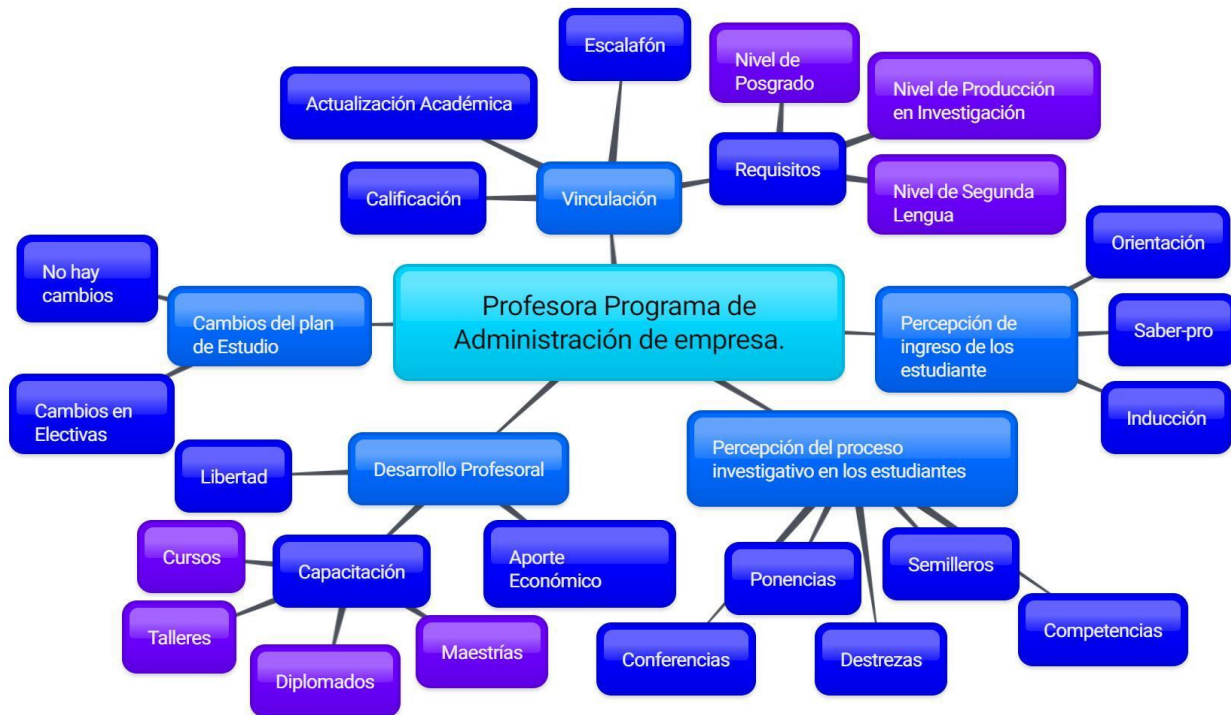 Escalafón
Nivel de
Posgrado
Nivel de Producción
en Investigación
Actualización Académica
Requisitos
Calificación
Vinculación
Nivel de Segunda
Lengua
Orientación
No hay
cambios
Profesora Programa de
Administración de empresa.
Cambios del plan
de Estudio
Percepción de
ingreso de los
estudiante
Saber-pro
Cambios en
Electivas
Inducción
Libertad
Desarrollo Profesoral
Percepción del proceso
investigativo en los estudiantes
Cursos
Capacitación
Aporte
Económico
Ponencias
Semilleros
Talleres
Diplomados
Maestrías
Conferencias
Destrezas
Competencias